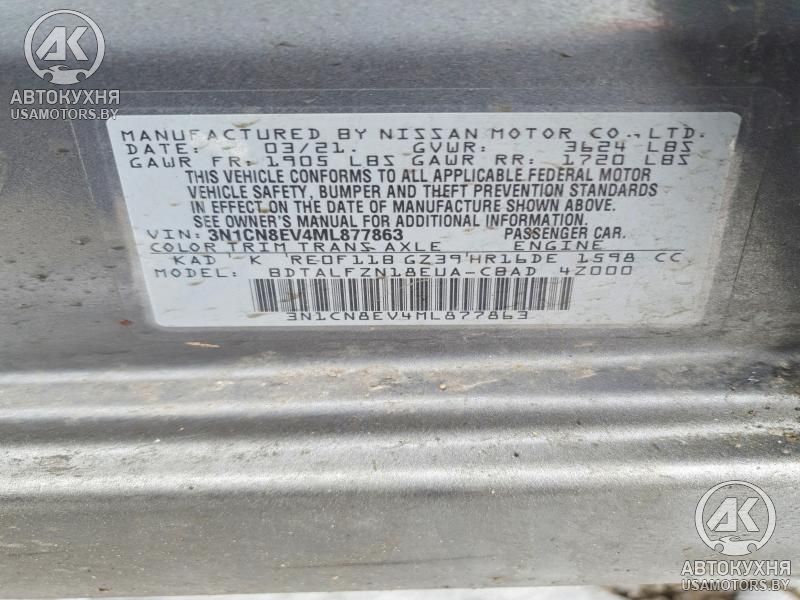 AK
АВТОКУХНЯ
USAMOTORS.BY
MANUFACTURED BY NISSAN MOTOR CO., LTD.
DATE: 03/21. GVWR: 3624 LBS
GAWR FR: 1905 LBS GAWR RR: 1720 LBS
THIS VEHICLE CONFORMS TO ALL APPLICABLE FEDERAL MOTOR
VEHICLE SAFETY, BUMPER AND THEFT PREVENTION STANDARDS
IN EFFECT ON THE DATE OF MANUFACTURE SHOWN ABOVE.
SEE OWNER'S MANUAL FOR ADDITIONAL INFORMATION.
VIN: 3N1CN8EV4ML877863 PASSENGER CAR.
COLOR TRIM TRANS AXLE ENGINE
KAD K RE0F11B GZ39 HR16DE 1598 CC
MODEL: BDTALFZN18EUA-CBAD 4Z000
3N1CN8EV4ML877863
AK
АВТОКУХНЯ
USAMOTORS.BY